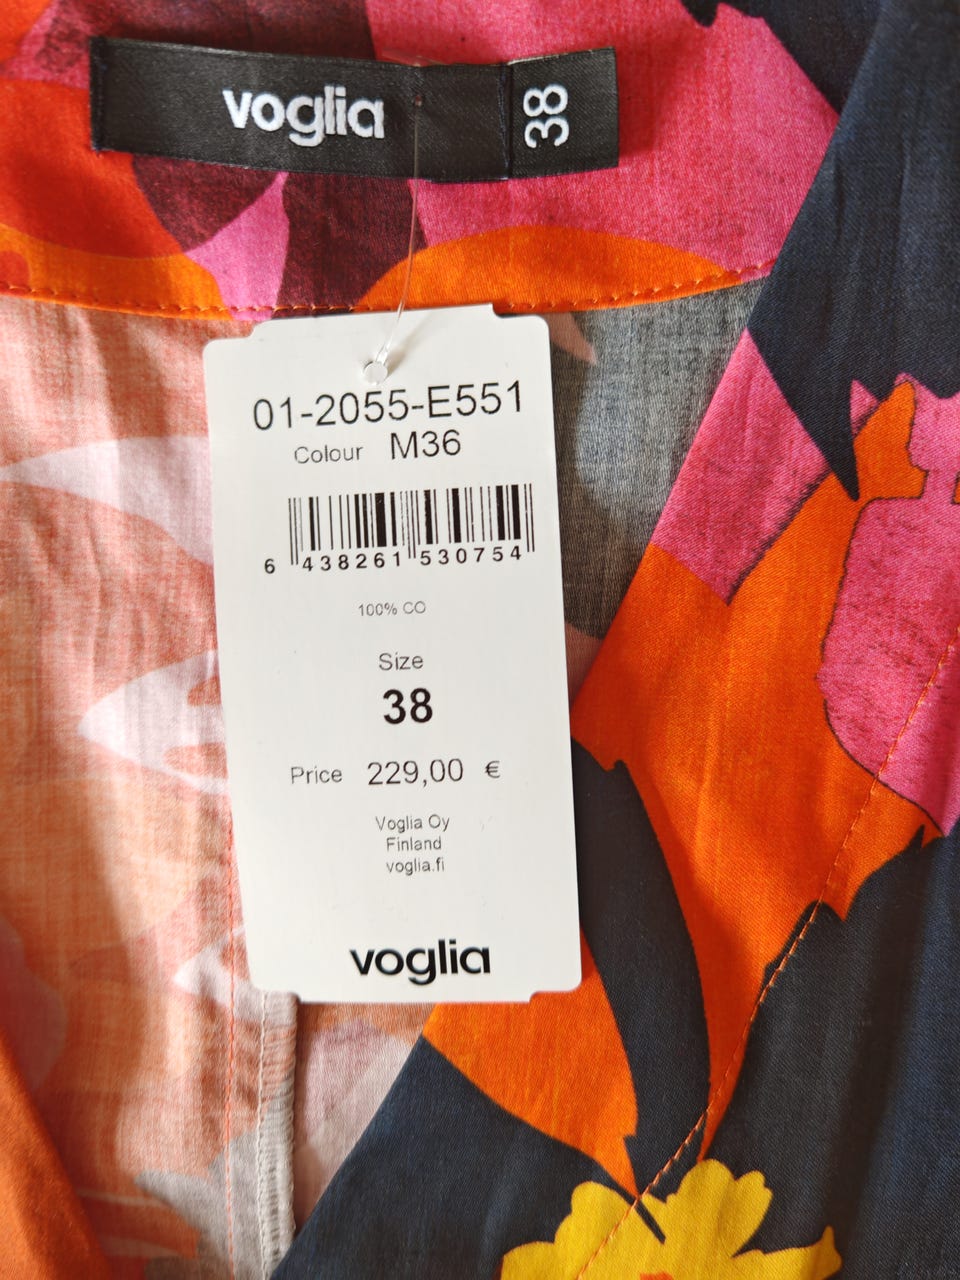 voglia
38
01-2055-E551
Colour M36
6 438261 530754
100% CO
Size
38
Price 229,00 €
Voglia Oy
Finland
voglia.fi
voglia